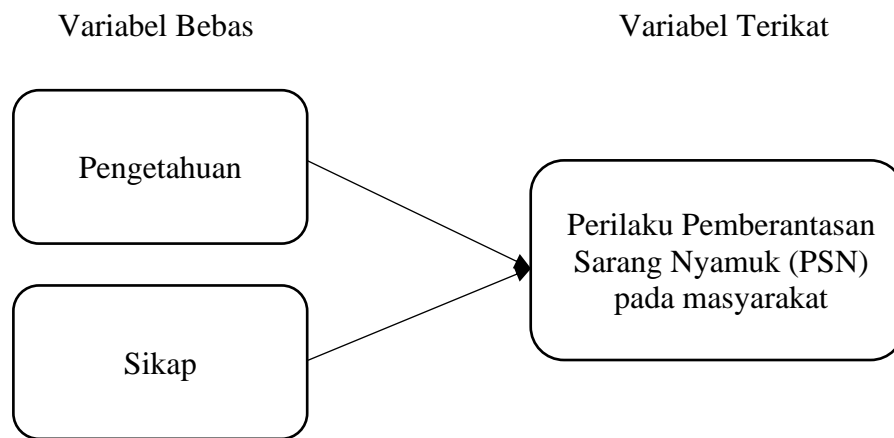 Variabel Bebas
Variabel Terikat
Pengetahuan
Perilaku Pemberantasan
Sarang Nyamuk (PSN)
pada masyarakat
Sikap